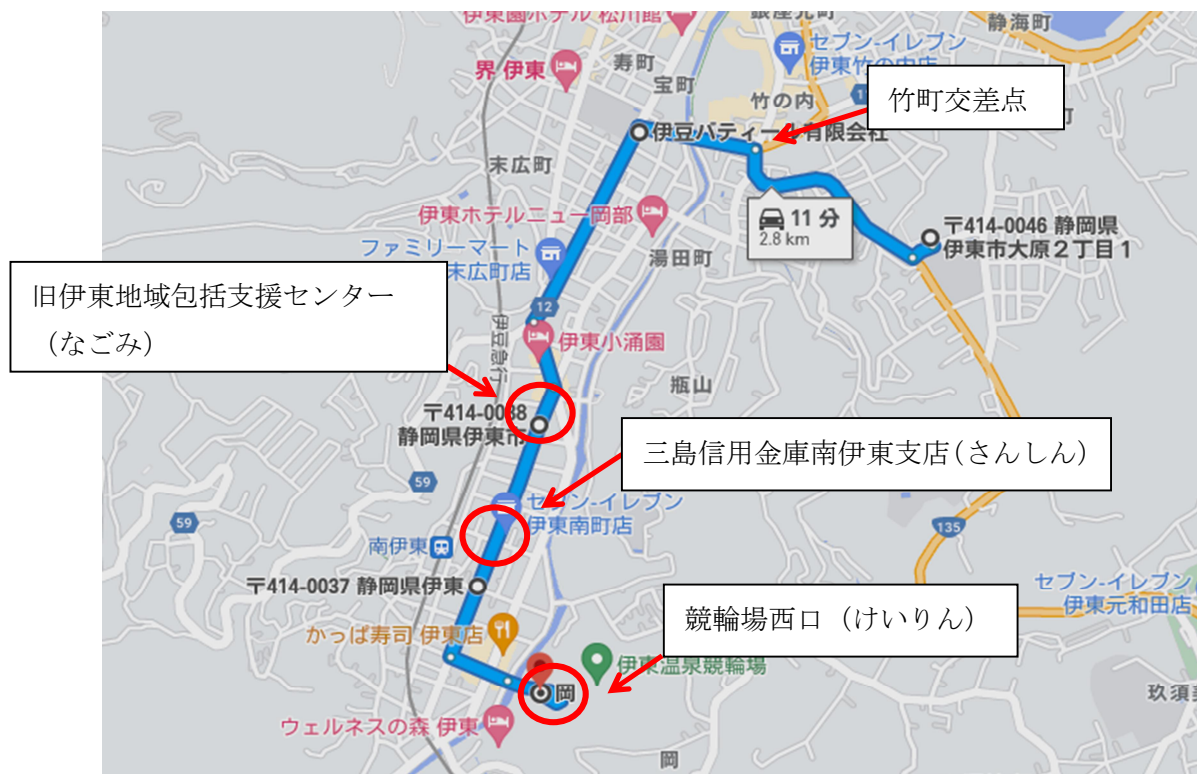 伊東園ホテル 松川館
銀座元町
静海町
セブン-イレブン
伊東竹の内店
界 伊東
寿町
宝町
竹の内
竹町交差点
伊豆バティール有限会社
末広町
伊東ホテルニュー岡部
11 分
2.8 km
〒414-0046 静岡県
伊東市大原2丁目1
ファミリーマート
末広町店
湯田町
旧伊東地域包括支援センター
(なごみ)
12
伊豆急行
伊東小涌園
瓶山
〒414-0038
静岡県伊東市
三島信用金庫南伊東支店(さんしん)
59
セブン-イレブン
伊東南町店
59
135
南伊東
〒414-0037 静岡県伊東
セブン-イレブン
伊東元和田店
競輪場西口(けいりん)
かっぱ寿司 伊東店
伊東温泉競輪場
岡
玖須美
ウェルネスの森 伊東
岡